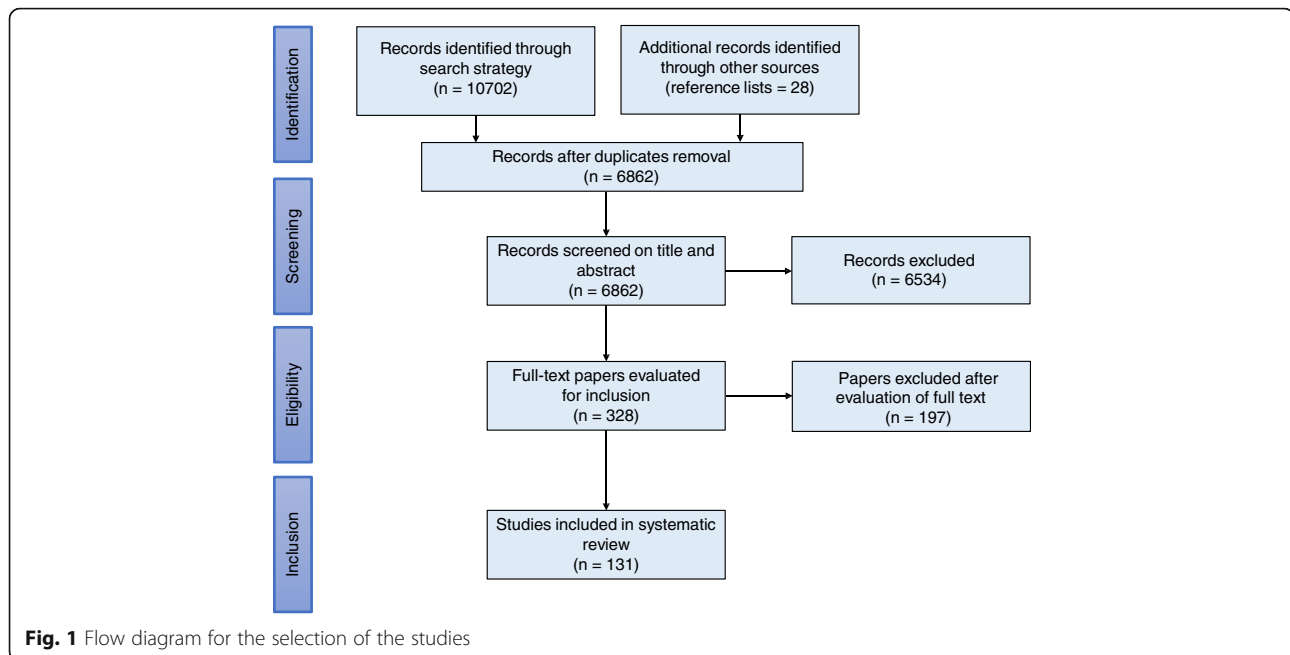 Identification
Records identified through
search strategy
(n = 10702)
Additional records identified
through other sources
(reference lists = 28)
Records after duplicates removal
(n = 6862)
Screening
Records screened on title and
abstract
(n = 6862)
Records excluded
(n = 6534)
Eligibility
Full-text papers evaluated
for inclusion
(n = 328)
Papers excluded after
evaluation of full text
(n = 197)
Inclusion
Studies included in systematic
review
(n = 131)
Fig. 1 Flow diagram for the selection of the studies